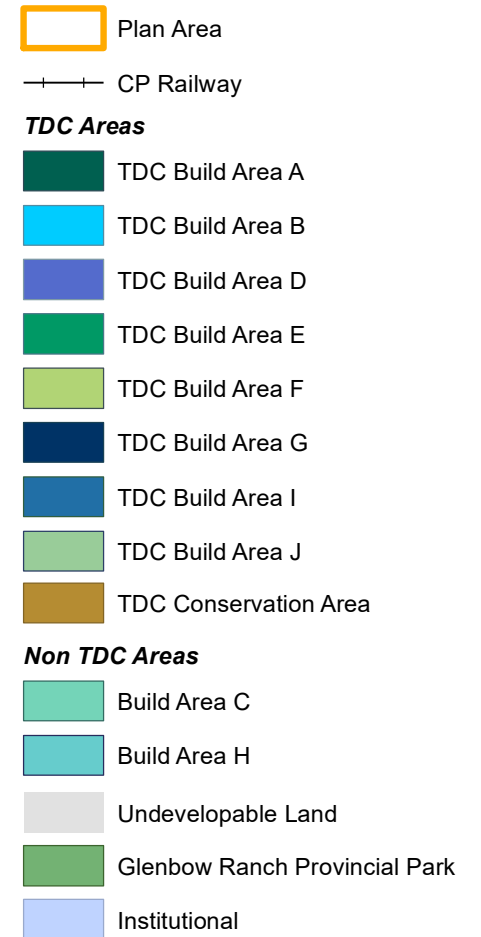 Plan Area
CP Railway
TDC Areas
TDC Build Area A
TDC Build Area B
TDC Build Area D
TDC Build Area E
TDC Build Area F
TDC Build Area G
TDC Build Area I
TDC Build Area J
TDC Conservation Area
Non TDC Areas
Build Area C
Build Area H
Undevelopable Land
Glenbow Ranch Provincial Park
Institutional